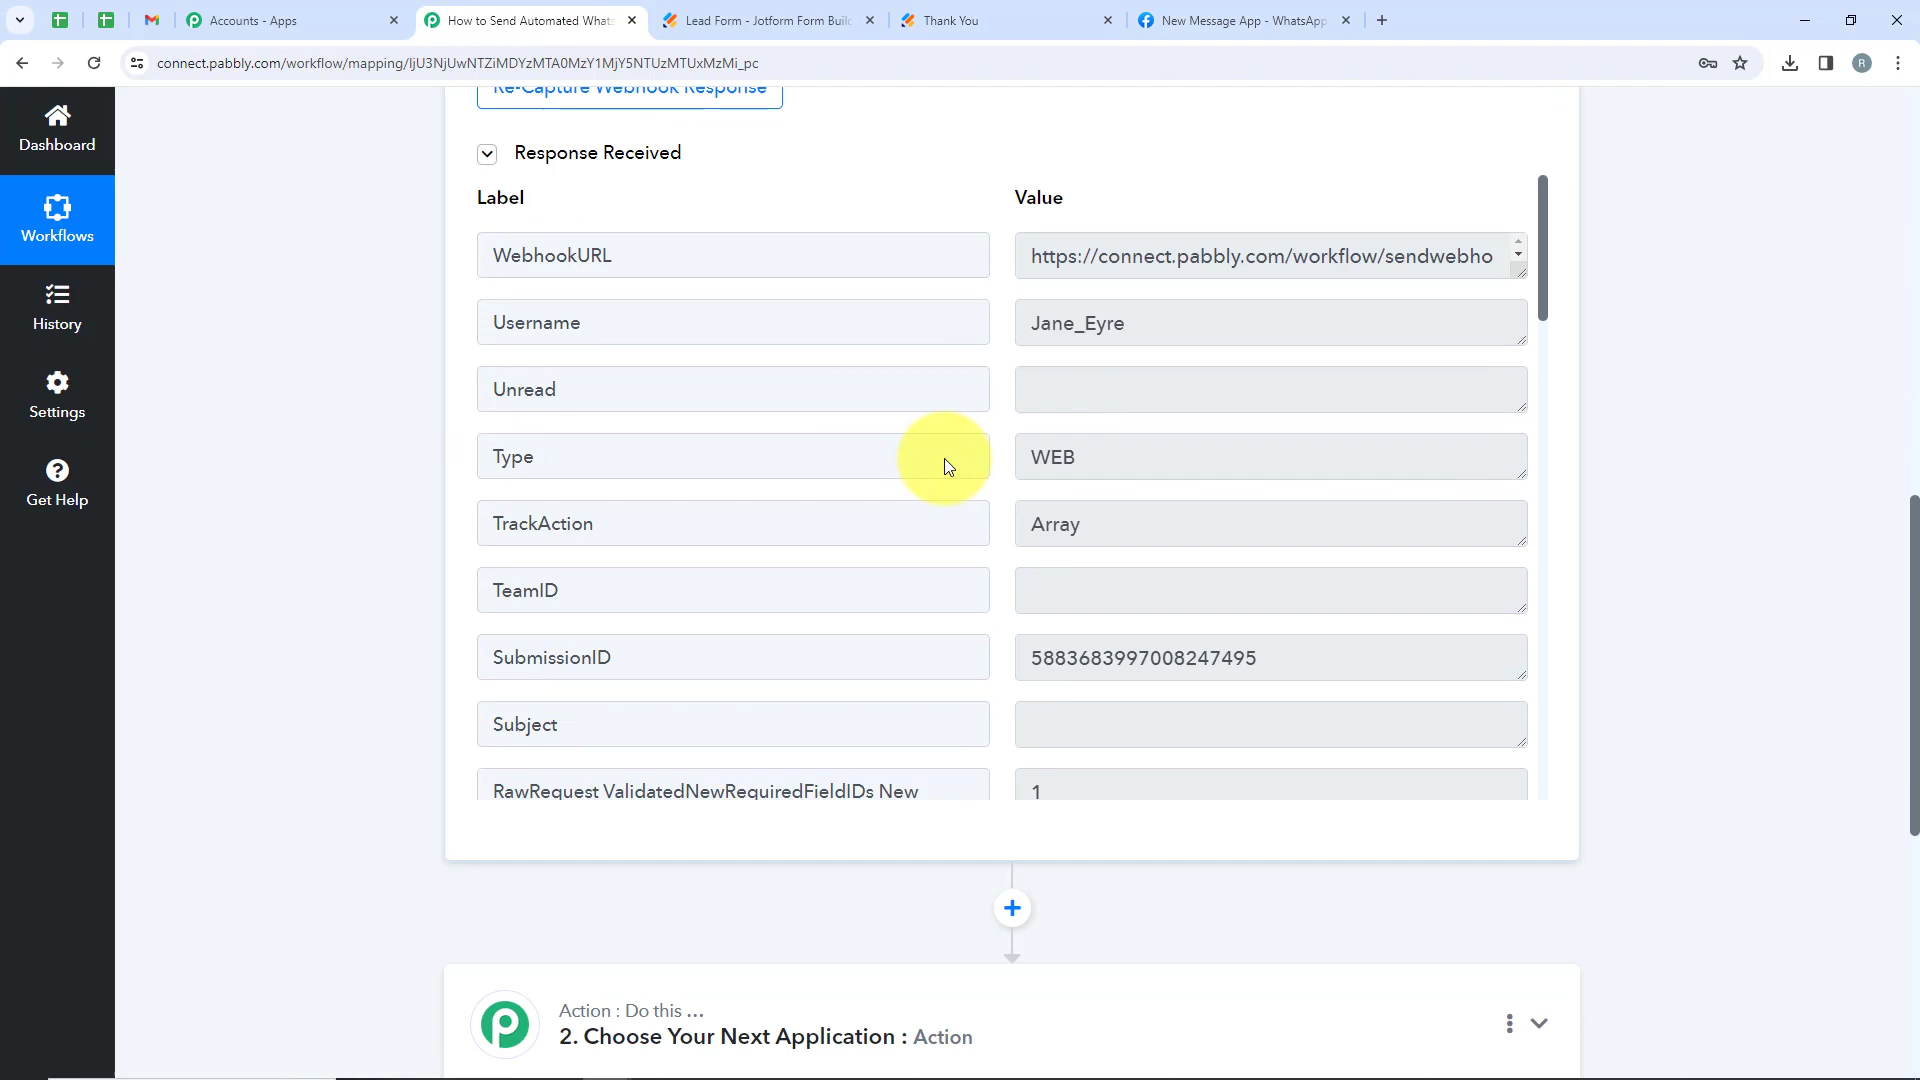 Accounts - Apps
How to Send Automated Whats
Lead Form - Jotform Form Buil
Thank You
New Message App - WhatsApp
connect.pabbly.com/workflow/mapping/IjU3NjUwNTZiMDYzMTA0MzY1MjY5NTUzMTUxMzMi_pc
R
Re-Capture Webhook Response
Dashboard
Workflows
History
Settings
Get Help
Response Received
Label
Value
WebhookURL
https://connect.pabbly.com/workflow/sendwebho
Username
Jane_Eyre
Unread
Type
WEB
TrackAction
Array
TeamID
SubmissionID
5883683997008247495
Subject
RawRequest ValidatedNewRequiredFieldIDs New
1
Action : Do this ...
2. Choose Your Next Application : Action